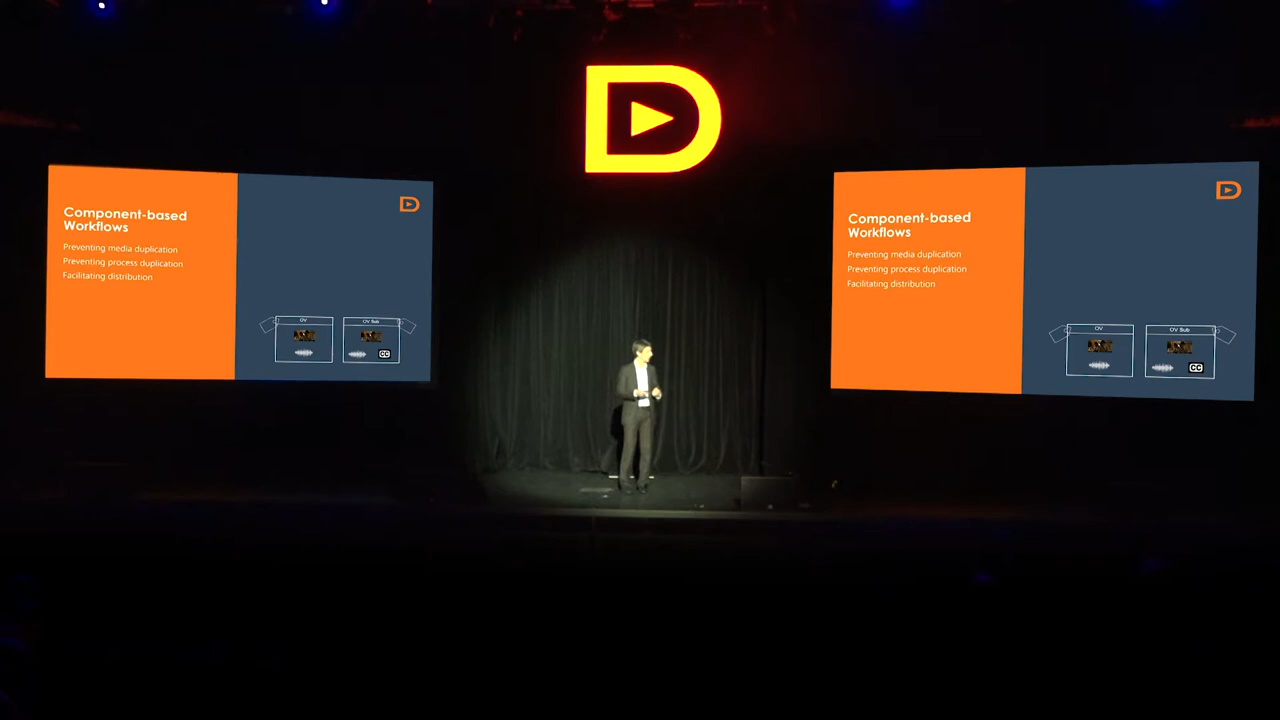 Component-based
Workflows
Preventing media duplication
Preventing process duplication
Facilitating distribution
OV
OV Sub
CC
Component-based
Workflows
Preventing media duplication
Preventing process duplication
Facilitating distribution
OV
OV Sub
CC
D